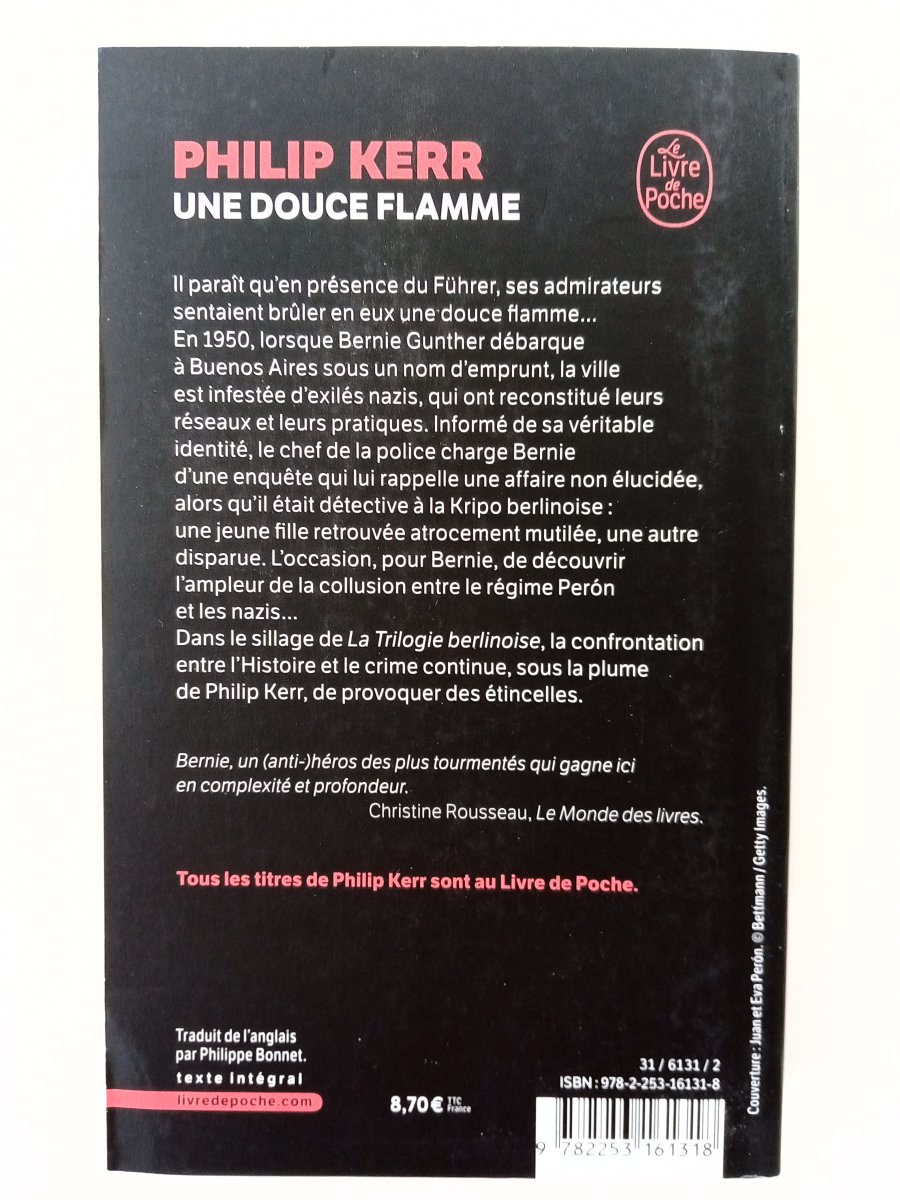 PHILIP KERR
UNE DOUCE FLAMME
Le
Livre
de
Poche
Il paraît qu'en présence du Führer, ses admirateurs
sentaient brûler en eux une douce flamme...
En 1950, lorsque Bernie Gunther débarque
à Buenos Aires sous un nom d'emprunt, la ville
est infestée d'exilés nazis, qui ont reconstitué leurs
réseaux et leurs pratiques. Informé de sa véritable
identité, le chef de la police charge Bernie
d'une enquête qui lui rappelle une affaire non élucidée,
alors qu'il était détective à la Kripo berlinoise :
une jeune fille retrouvée atrocement mutilée, une autre
disparue. L'occasion, pour Bernie, de découvrir
l'ampleur de la collusion entre le régime Perón
et les nazis...
Dans le sillage de La Trilogie berlinoise, la confrontation
entre l'Histoire et le crime continue, sous la plume
de Philip Kerr, de provoquer des étincelles.
Bernie, un (anti-)héros des plus tourmentés qui gagne ici
en complexité et profondeur.
Christine Rousseau, Le Monde des livres.
Tous les titres de Philip Kerr sont au Livre de Poche.
Couverture : Juan et Eva Perón. © Bettmann / Getty Images.
Traduit de l'anglais
par Philippe Bonnet.
texte intégral
livredepoche.com
8,70 € TTC
France
31 / 6131 / 2
ISBN : 978-2-253-16131-8
9 782253 161318